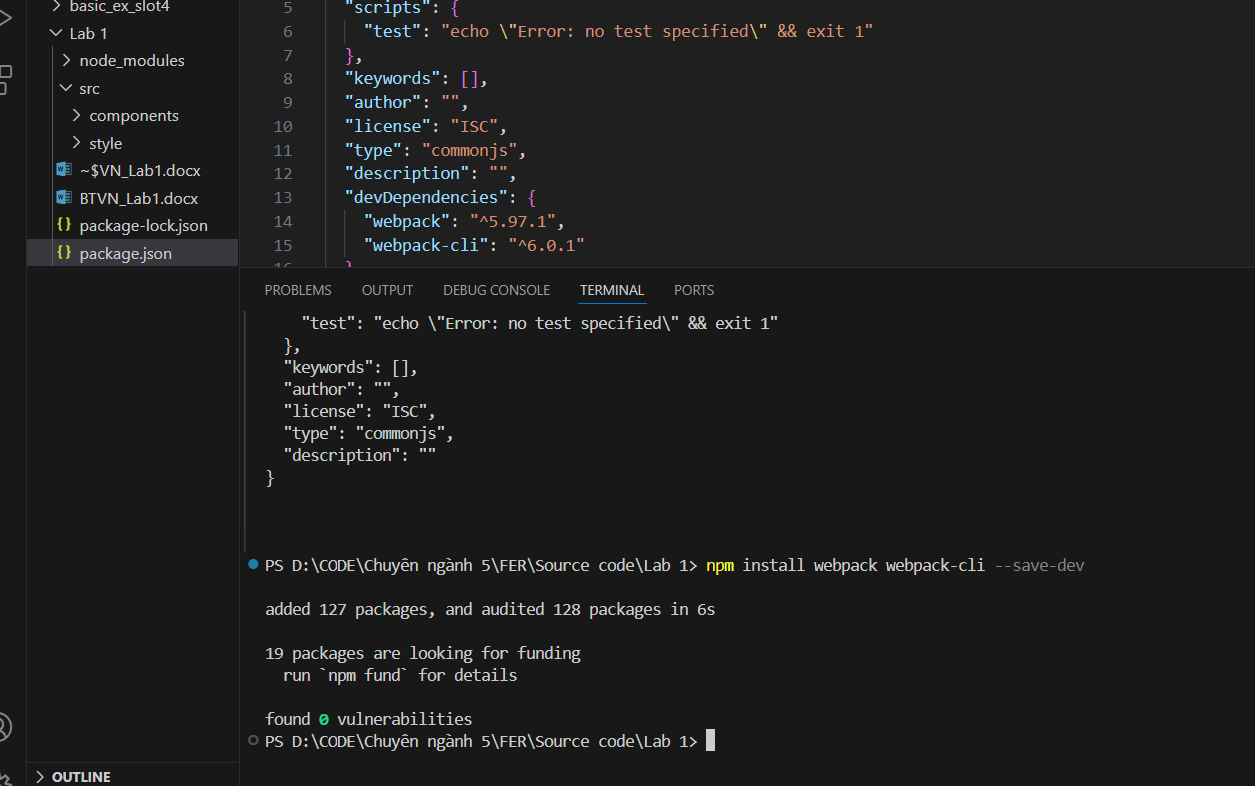 basic_ex_slot4
Lab 1
node_modules
src
components
style
~$VN_Lab1.docx
BTVN_Lab1.docx
{} package-lock.json
{} package.json
OUTLINE
5 "scripts": {
6 "test": "echo \"Error: no test specified\" && exit 1"
7 },
8 "keywords": [],
9 "author": "",
10 "license": "ISC",
11 "type": "commonjs",
12 "description": "",
13 "devDependencies": {
14 "webpack": "^5.97.1",
15 "webpack-cli": "^6.0.1"
16 }
PROBLEMS OUTPUT DEBUG CONSOLE TERMINAL PORTS
"test": "echo \"Error: no test specified\" && exit 1"
},
"keywords": [],
"author": "",
"license": "ISC",
"type": "commonjs",
"description": ""
}
PS D:\CODE\Chuyên ngành 5\FER\Source code\Lab 1> npm install webpack webpack-cli --save-dev
added 127 packages, and audited 128 packages in 6s
19 packages are looking for funding
run `npm fund` for details
found 0 vulnerabilities
PS D:\CODE\Chuyên ngành 5\FER\Source code\Lab 1>